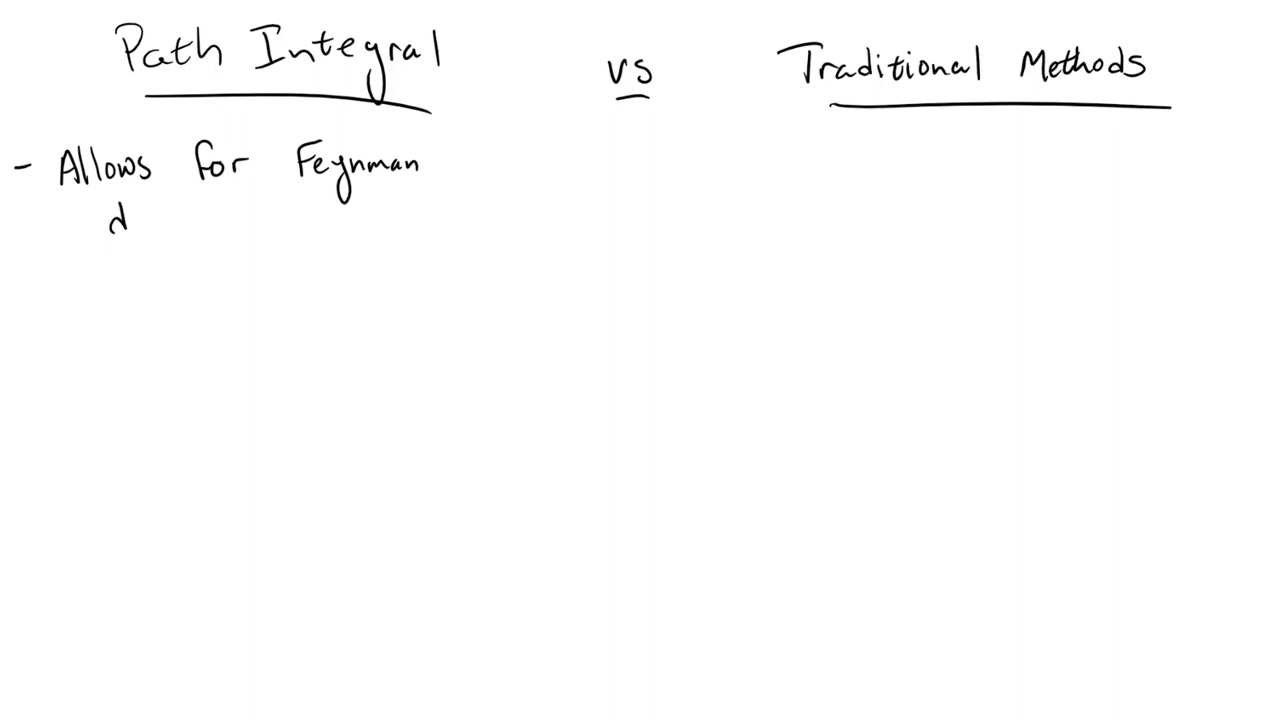 Path Integral
vs
Traditional Methods
- Allows for Feynman
d